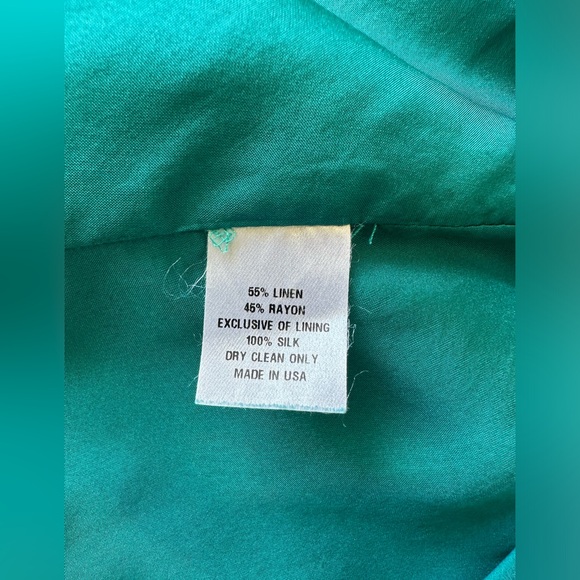 55% LINEN
45% RAYON
EXCLUSIVE OF LINING
100% SILK
DRY CLEAN ONLY
MADE IN USA